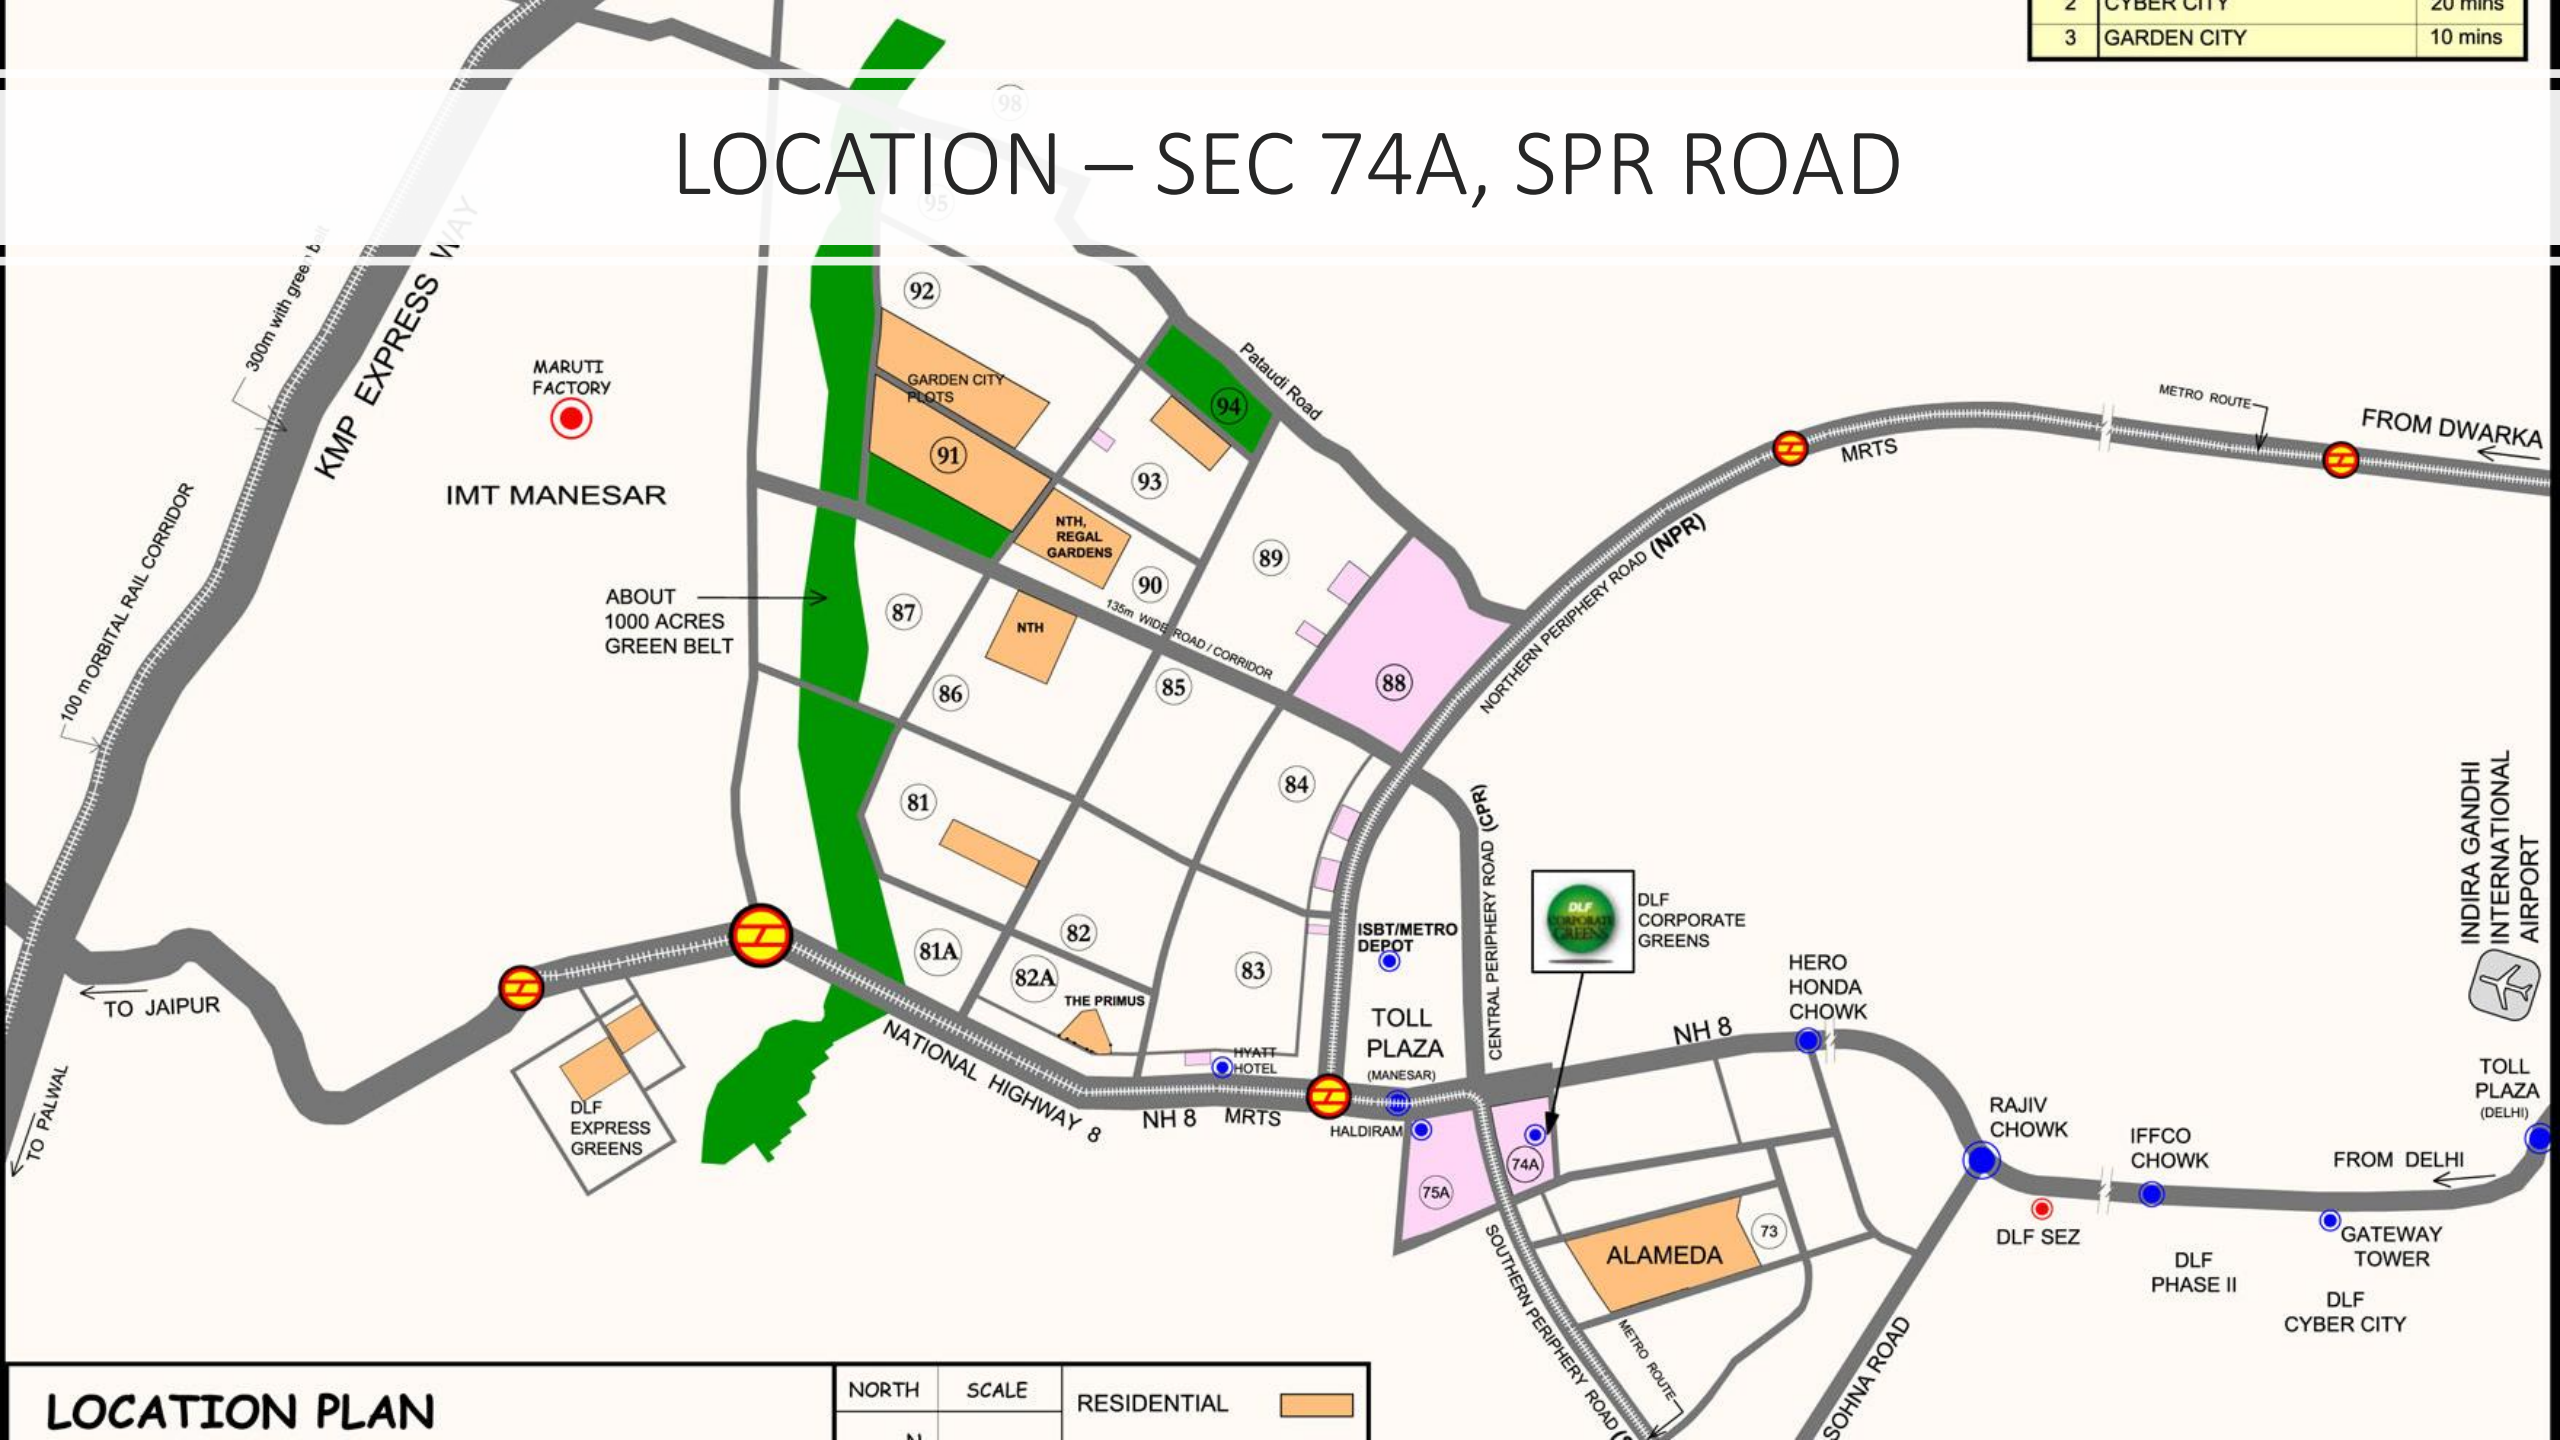 2 CYBER CITY 20 mins
3 GARDEN CITY 10 mins
98
LOCATION – SEC 74A, SPR ROAD
95
300m with green belt
KMP EXPRESS WAY
92
MARUTI
FACTORY
IMT MANESAR
GARDEN CITY
PLOTS
94
Pataudi Road
91
93
METRO ROUTE
FROM DWARKA
MRTS
100 m ORBITAL RAIL CORRIDOR
NTH,
REGAL
GARDENS
89
90
NORTHERN PERIPHERY ROAD (NPR)
ABOUT
1000 ACRES
GREEN BELT
87
NTH
135m WIDE ROAD / CORRIDOR
86
85
88
81
84
CENTRAL PERIPHERY ROAD (CPR)
INDIRA GANDHI
INTERNATIONAL
AIRPORT
DLF
CORPORATE
GREENS
DLF
CORPORATE
GREENS
ISBT/METRO
DEPOT
81A
82
82A
83
THE PRIMUS
HERO
HONDA
CHOWK
TO JAIPUR
TOLL
PLAZA
(MANESAR)
NH 8
NATIONAL HIGHWAY 8
HYATT
HOTEL
NH 8 MRTS
HALDIRAM
74A
75A
DLF
EXPRESS
GREENS
TO PALWAL
RAJIV
CHOWK
IFFCO
CHOWK
FROM DELHI
TOLL
PLAZA
(DELHI)
DLF SEZ
GATEWAY
TOWER
DLF
PHASE II
DLF
CYBER CITY
73
ALAMEDA
SOUTHERN PERIPHERY ROAD (S
METRO ROUTE
SOHNA ROAD
LOCATION PLAN
NORTH SCALE
RESIDENTIAL
N